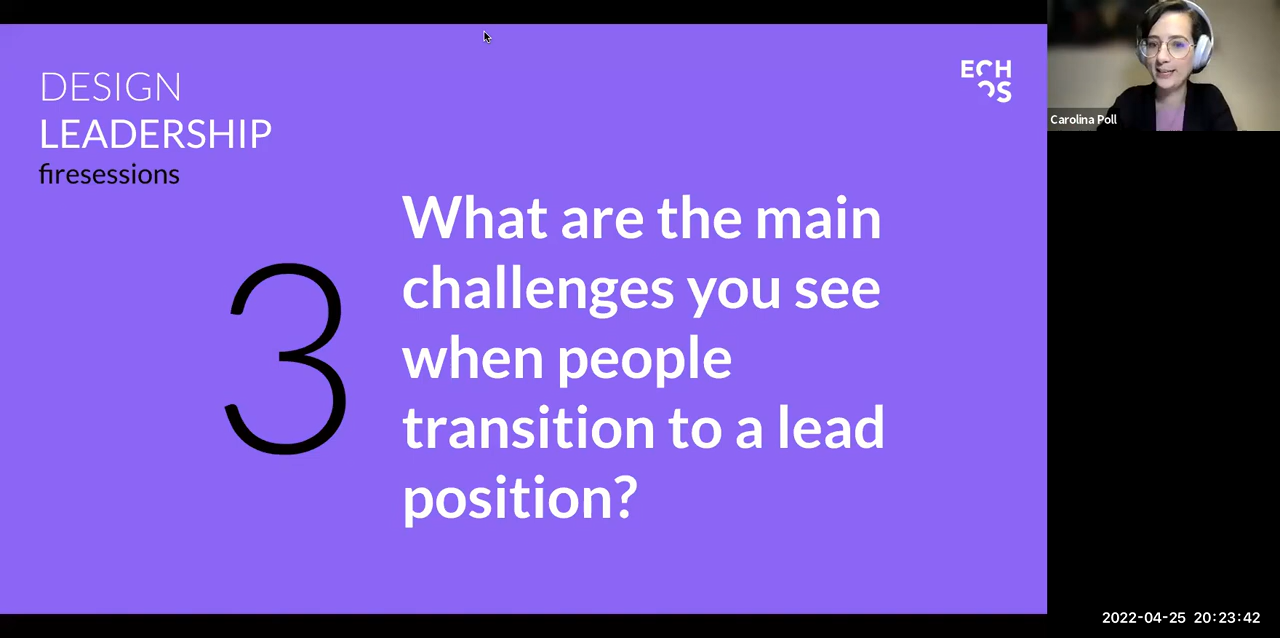 DESIGN
LEADERSHIP
firesessions
ECH
OS
3
What are the main
challenges you see
when people
transition to a lead
position?
Carolina Poll
2022-04-25 20:23:42